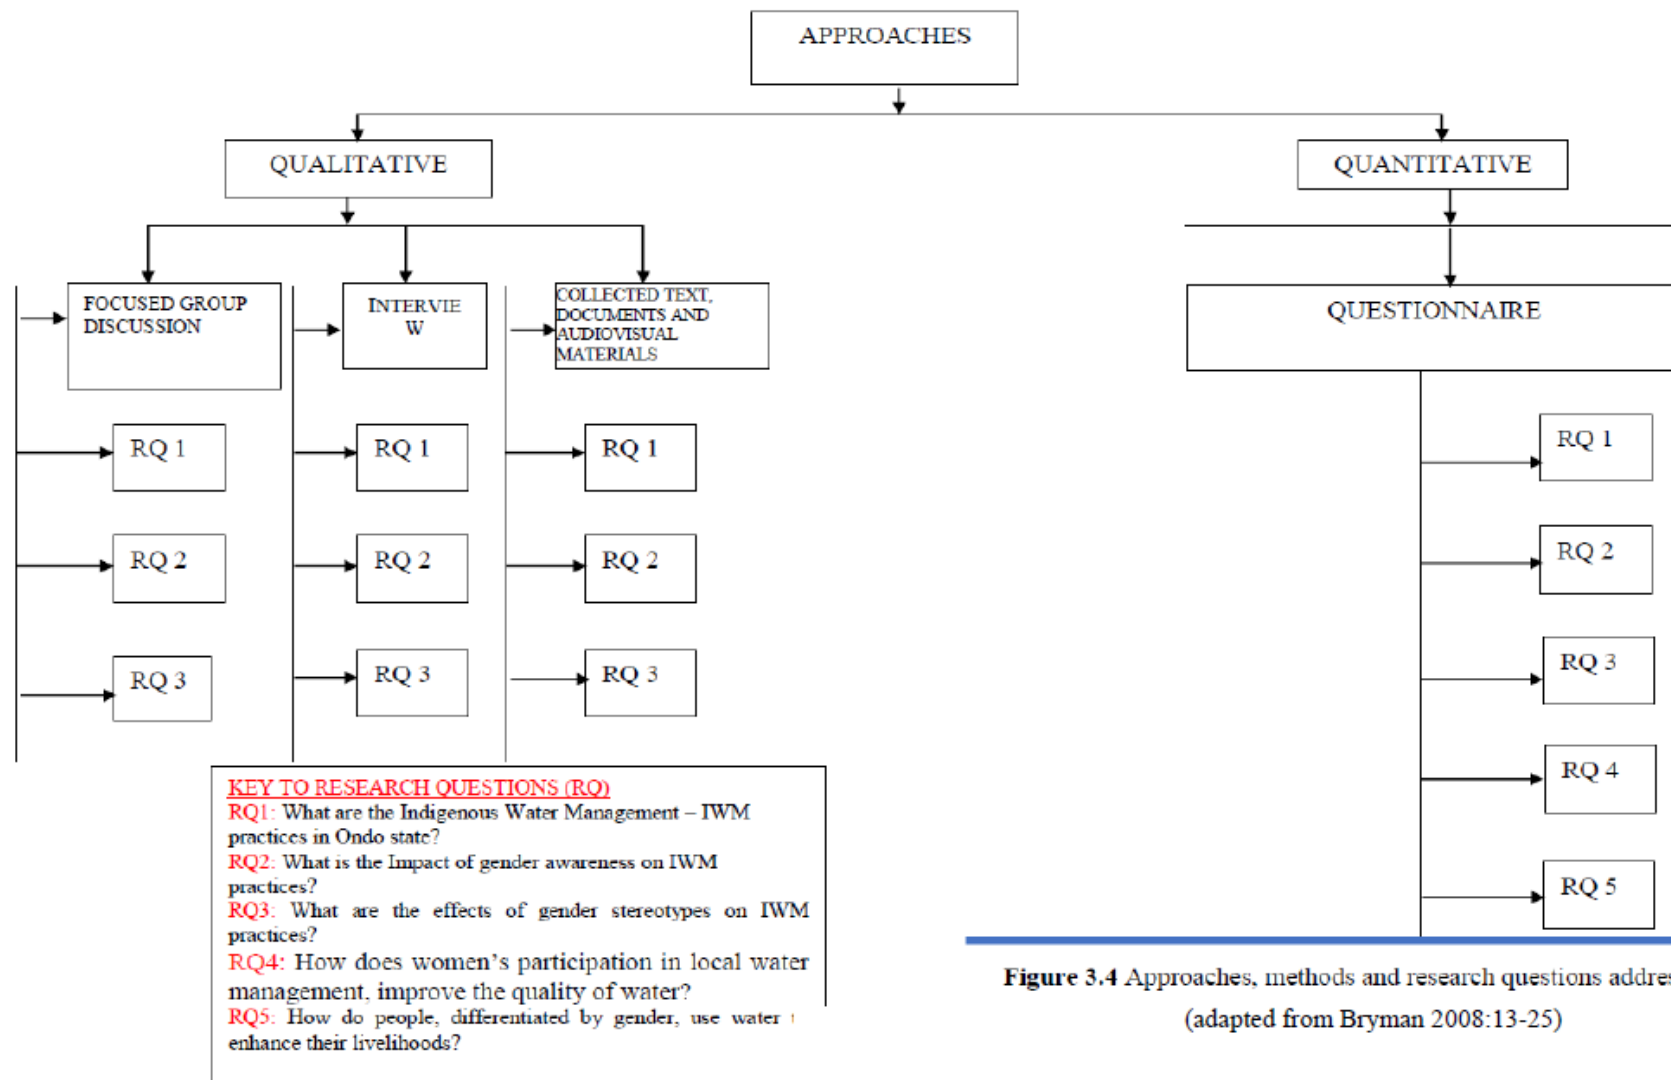 APPROACHES
QUALITATIVE
QUANTITATIVE
FOCUSED GROUP
DISCUSSION
INTERVIE
W
COLLECTED TEXT,
DOCUMENTS AND
AUDIOVISUAL
MATERIALS
QUESTIONNAIRE
RQ 1
RQ 1
RQ 1
RQ 1
RQ 2
RQ 2
RQ 2
RQ 2
RQ 3
RQ 3
RQ 3
RQ 3
RQ 4
RQ 5
KEY TO RESEARCH QUESTIONS (RQ)
RQ1: What are the Indigenous Water Management – IWM
practices in Ondo state?
RQ2: What is the Impact of gender awareness on IWM
practices?
RQ3: What are the effects of gender stereotypes on IWM
practices?
RQ4: How does women’s participation in local water
management, improve the quality of water?
RQ5: How do people, differentiated by gender, use water
enhance their livelihoods?
Figure 3.4 Approaches, methods and research questions addre
(adapted from Bryman 2008:13-25)